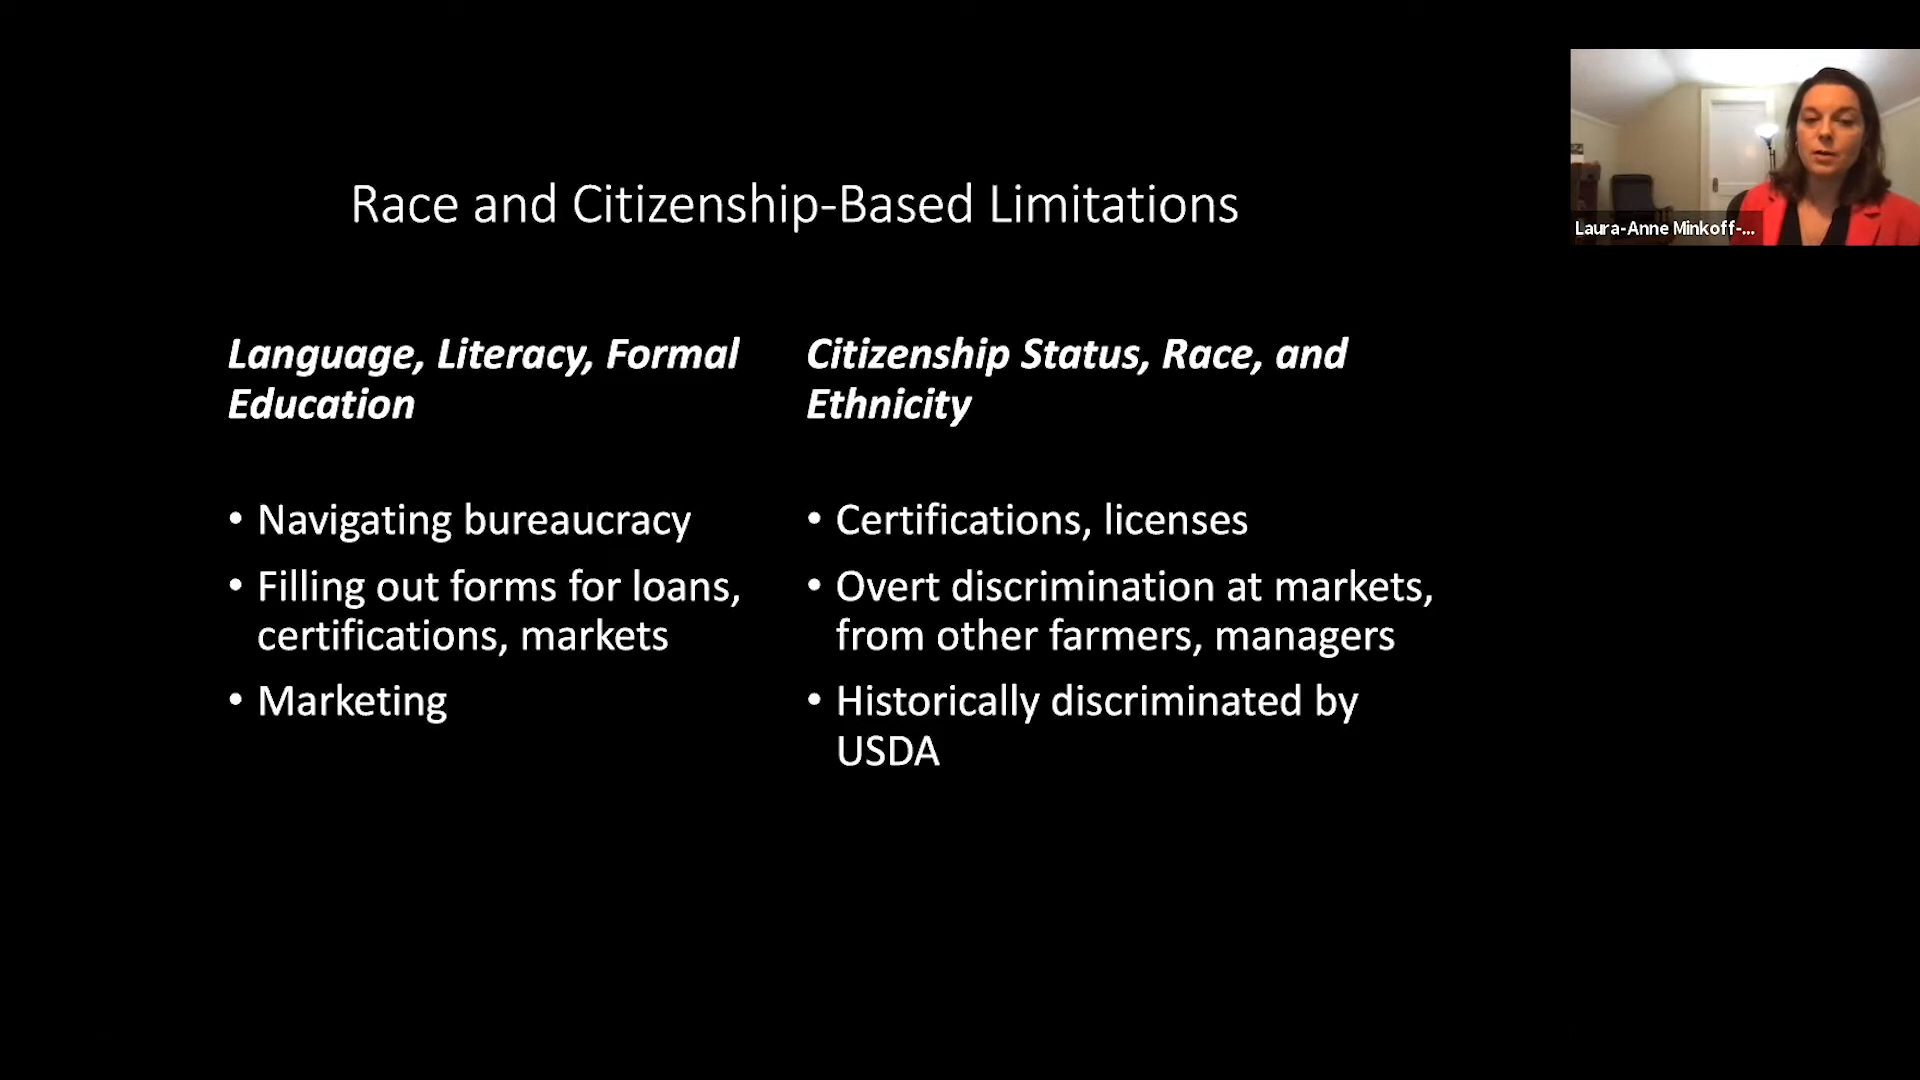 Race and Citizenship-Based Limitations
Language, Literacy, Formal
Education
• Navigating bureaucracy
• Filling out forms for loans,
certifications, markets
• Marketing
Citizenship Status, Race, and
Ethnicity
• Certifications, licenses
• Overt discrimination at markets,
from other farmers, managers
• Historically discriminated by
USDA
Laura-Anne Minkoff-...